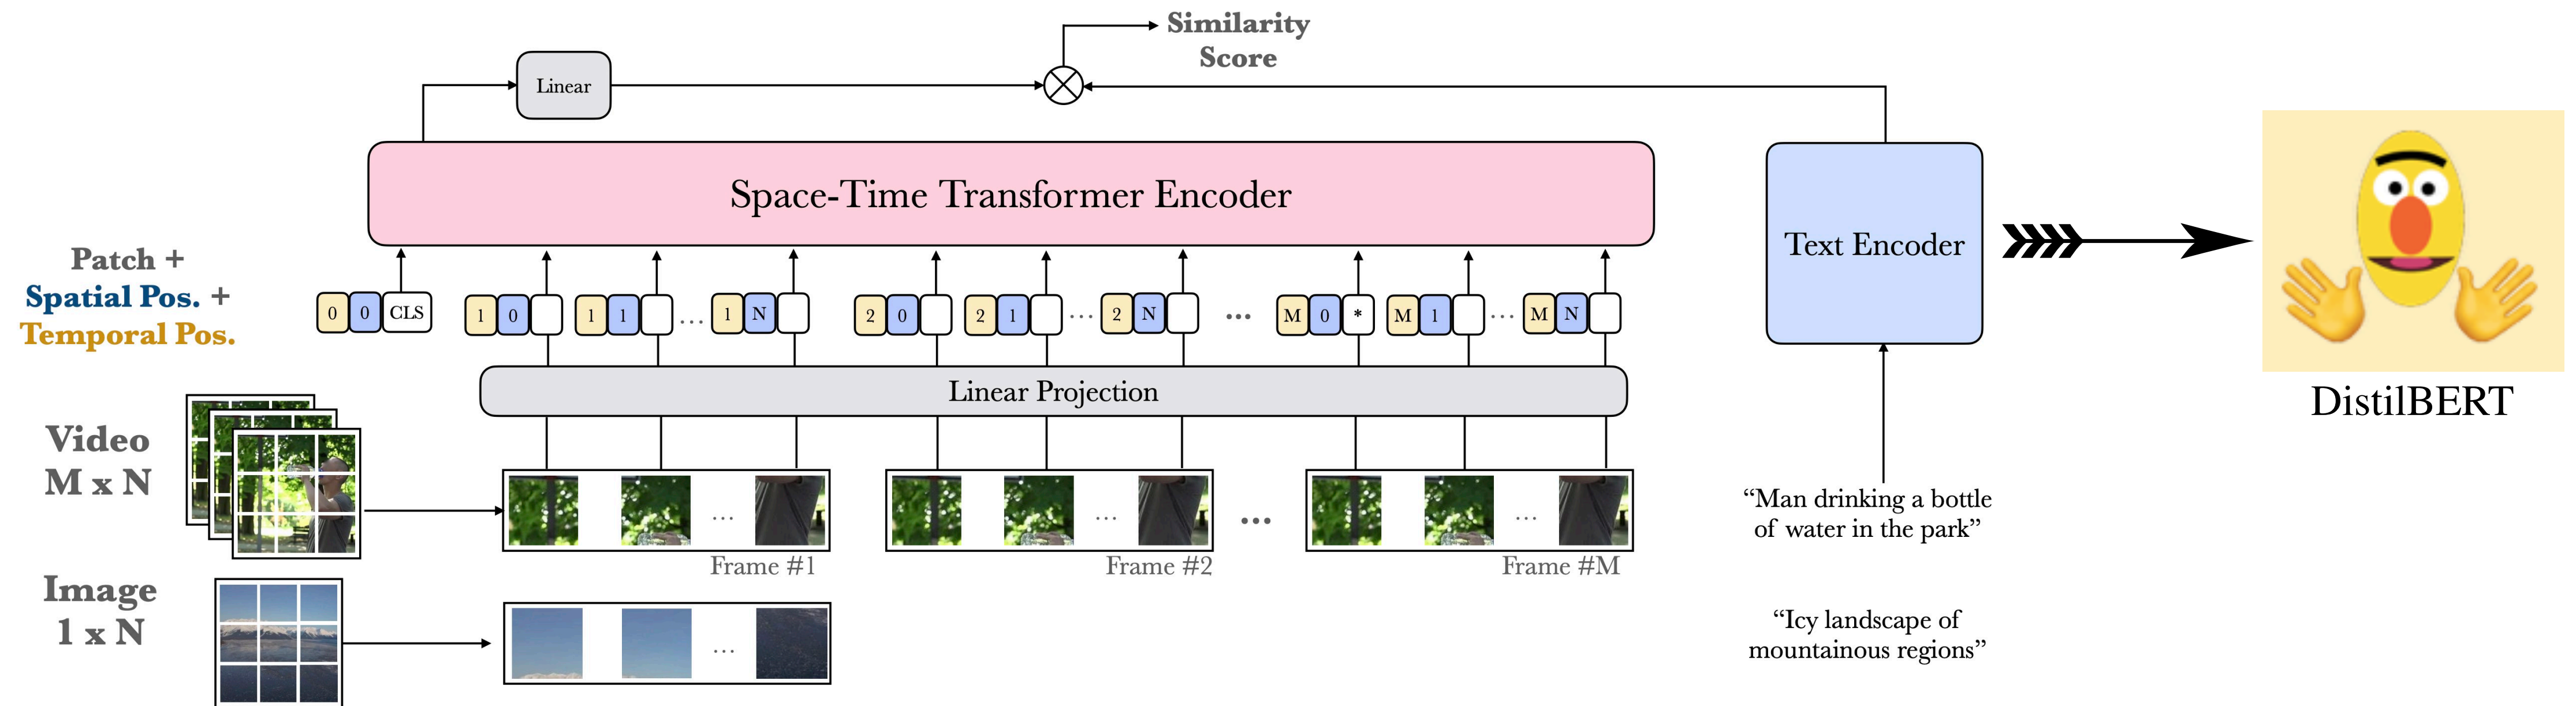 Similarity
Score
Linear
Space-Time Transformer Encoder
Text Encoder
Patch +
Spatial Pos. +
Temporal Pos.
0 0 CLS
1 0
1 1
...
1 N
2 0
2 1
...
2 N
...
M 0 *
M 1
...
M N
Linear Projection
DistilBERT
Video
M x N
...
Frame #1
...
Frame #2
...
...
Frame #M
“Man drinking a bottle
of water in the park”
Image
1 x N
...
“Icy landscape of
mountainous regions”